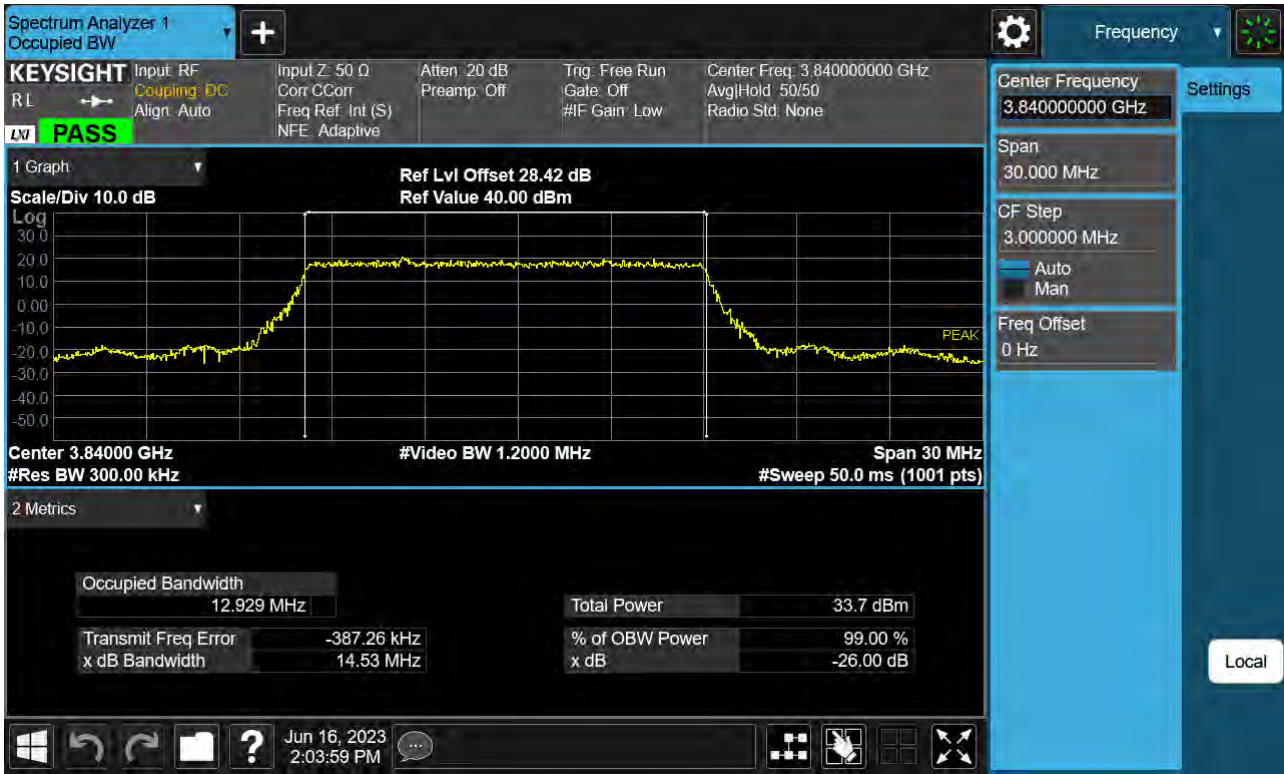 Spectrum Analyzer 1
Occupied BW
+
Frequency
KEYSIGHT
RL
LXI PASS
Input: RF
Coupling: DC
Align: Auto
Input Z: 50 Ω
Corr CCorr
Freq Ref: Int (S)
NFE: Adaptive
Atten: 20 dB
Preamp: Off
Trig: Free Run
Gate: Off
#IF Gain: Low
Center Freq: 3.840000000 GHz
Avg|Hold: 50/50
Radio Std: None
Center Frequency
3.840000000 GHz
Settings
Span
30.000 MHz
CF Step
3.000000 MHz
Auto
Man
Freq Offset
0 Hz
Local
1 Graph
Scale/Div 10.0 dB
Ref Lvl Offset 28.42 dB
Ref Value 40.00 dBm
Log
30.0
20.0
10.0
0.00
-10.0
-20.0
-30.0
-40.0
-50.0
PEAK
Center 3.84000 GHz
#Video BW 1.2000 MHz
Span 30 MHz
#Res BW 300.00 kHz
#Sweep 50.0 ms (1001 pts)
2 Metrics
Occupied Bandwidth
12.929 MHz
Total Power 33.7 dBm
Transmit Freq Error -387.26 kHz
% of OBW Power 99.00 %
x dB Bandwidth 14.53 MHz
x dB -26.00 dB
?
Jun 16, 2023
2:03:59 PM